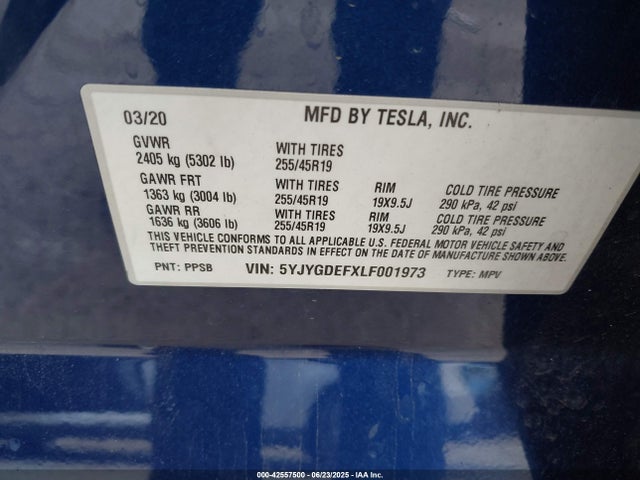 03/20 MFD BY TESLA, INC.
GVWR
2405 kg (5302 lb) WITH TIRES 255/45R19
GAWR FRT
1363 kg (3004 lb) WITH TIRES 255/45R19 RIM 19X9.5J COLD TIRE PRESSURE 290 kPa, 42 psi
GAWR RR
1636 kg (3606 lb) WITH TIRES 255/45R19 RIM 19X9.5J COLD TIRE PRESSURE 290 kPa, 42 psi
THIS VEHICLE CONFORMS TO ALL APPLICABLE U.S. FEDERAL MOTOR VEHICLE SAFETY AND
THEFT PREVENTION STANDARDS IN EFFECT ON THE DATE OF MANUFACTURE SHOWN ABOVE.
PNT: PPSB VIN: 5YJYGDEFXLF001973 TYPE: MPV
000-42557500 - 06/23/2025 - IAA Inc.